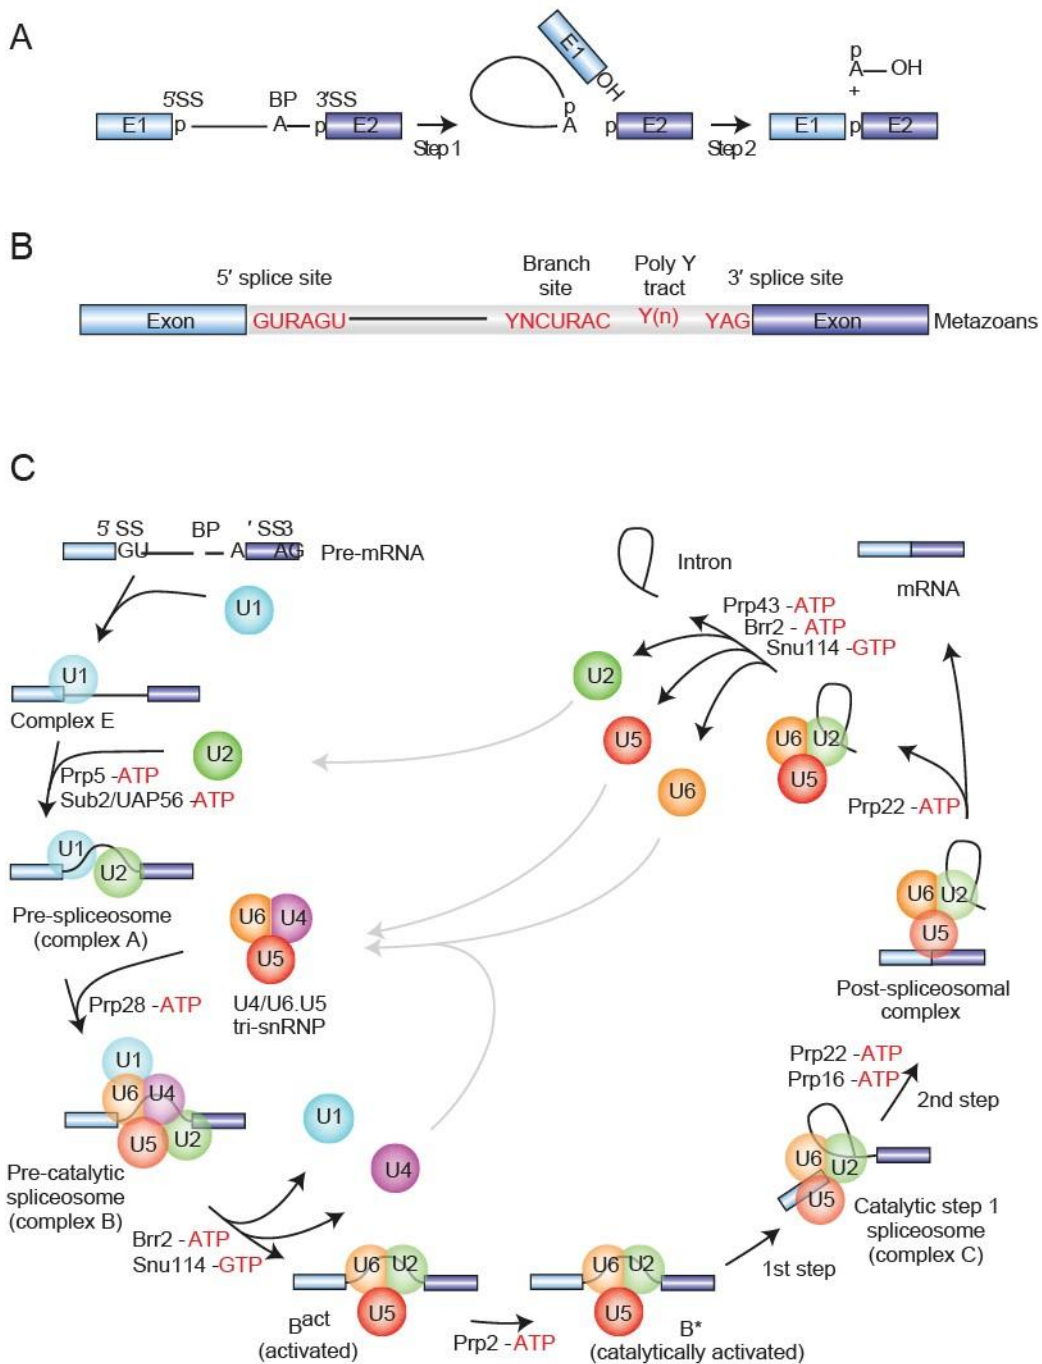 A
5'SS BP 3'SS
E1 p A p E2
Step 1
E1
OH
p
A
p E2
Step 2
p
A OH
+
E1 p E2
B
5' splice site
Branch
site
Poly Y
tract
3' splice site
Exon GURAGU YNCURAC Y(n) YAG Exon Metazoans
C
5' SS BP ' SS3
GU A AG Pre-mRNA
U1
U1
Complex E
U2
Prp5 -ATP
Sub2/UAP56 -ATP
U1
U2
Pre-spliceosome
(complex A)
U6 U4
U5
U4/U6.U5
tri-snRNP
Prp28 -ATP
U1
U6 U4
U5 U2
Pre-catalytic
spliceosome
(complex B)
U1
U4
Brr2 -ATP
Snu114 -GTP
U6 U2
U5
Bact
(activated)
Prp2 -ATP
U6 U2
U5
B*
(catalytically activated)
1st step
U6 U2
U5
Catalytic step 1
spliceosome
(complex C)
Prp22 -ATP
Prp16 -ATP
2nd step
U6 U2
U5
Post-spliceosomal
complex
Prp22 -ATP
mRNA
U6 U2
U5
Prp43 -ATP
Brr2 - ATP
Snu114 -GTP
Intron
U2
U5
U6